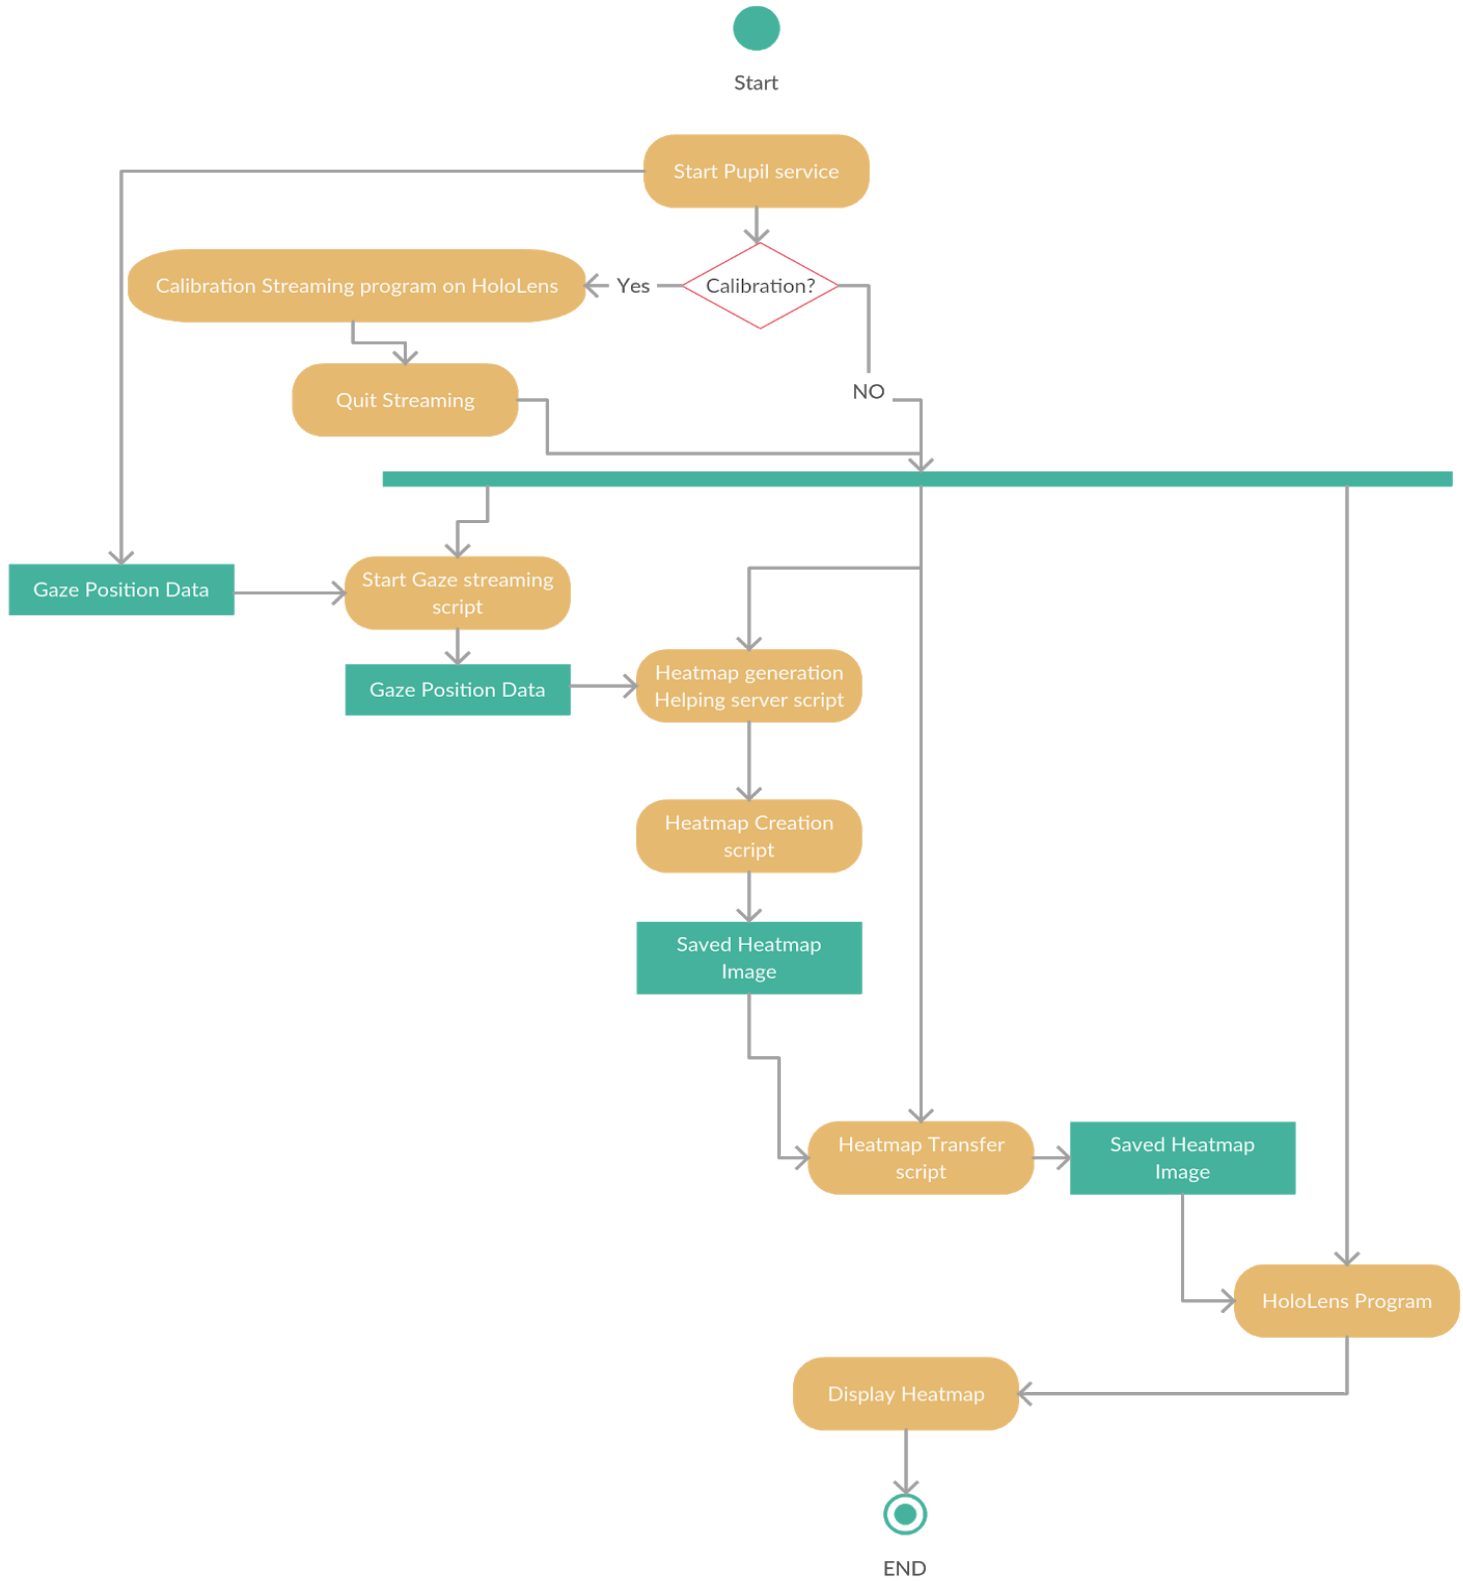 Start
Start Pupil service
Calibration Streaming program on HoloLens
Yes
Calibration?
Quit Streaming
NO
Gaze Position Data
Start Gaze streaming
script
Gaze Position Data
Heatmap generation
Helping server script
Heatmap Creation
script
Saved Heatmap
Image
Heatmap Transfer
script
Saved Heatmap
Image
HoloLens Program
Display Heatmap
END